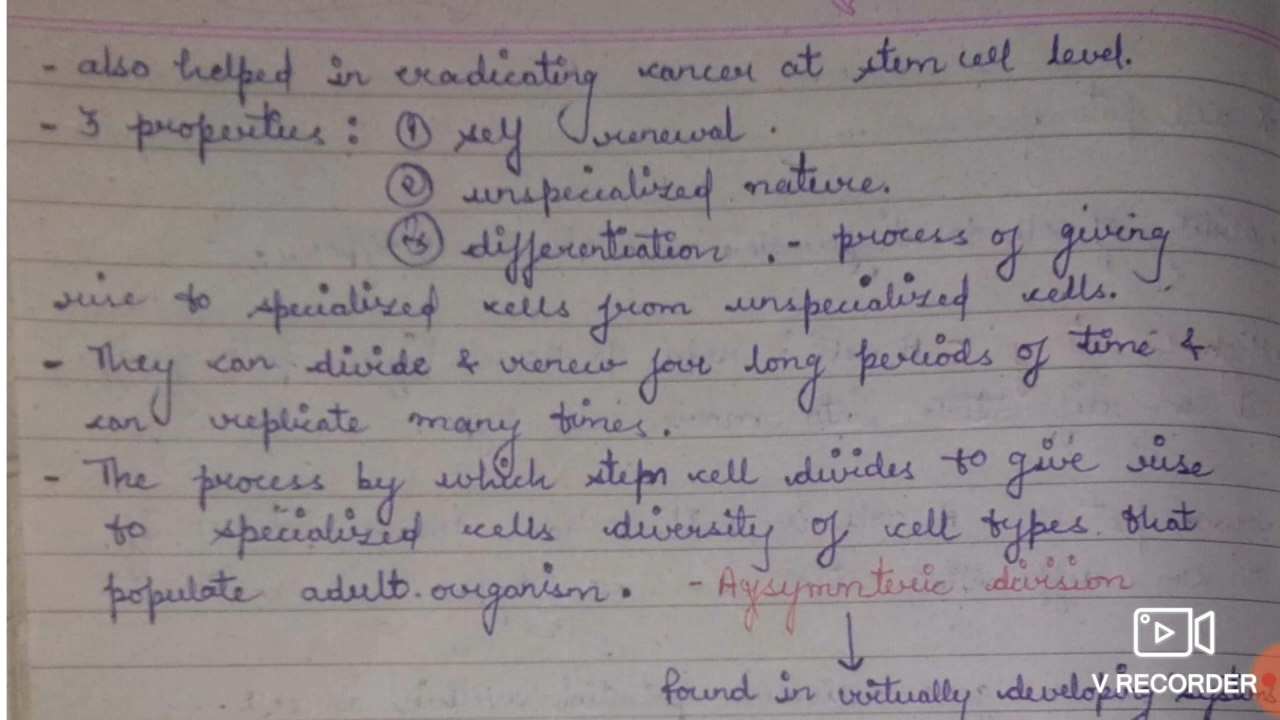 - also helped in eradicating cancer at stem cell level.
- 3 properties : ① self renewal .
② unspecialized nature.
③ differentiation . - process of giving
rise to specialized cells from unspecialized cells.
- They can divide & renew for long periods of time &
can replicate many times.
- The process by which stem cell divides to give rise
to specialized cells diversity of cell types that
populate adult organism. - Aysymmteric division
↓
found in virtually developing systems
V.RECORDER